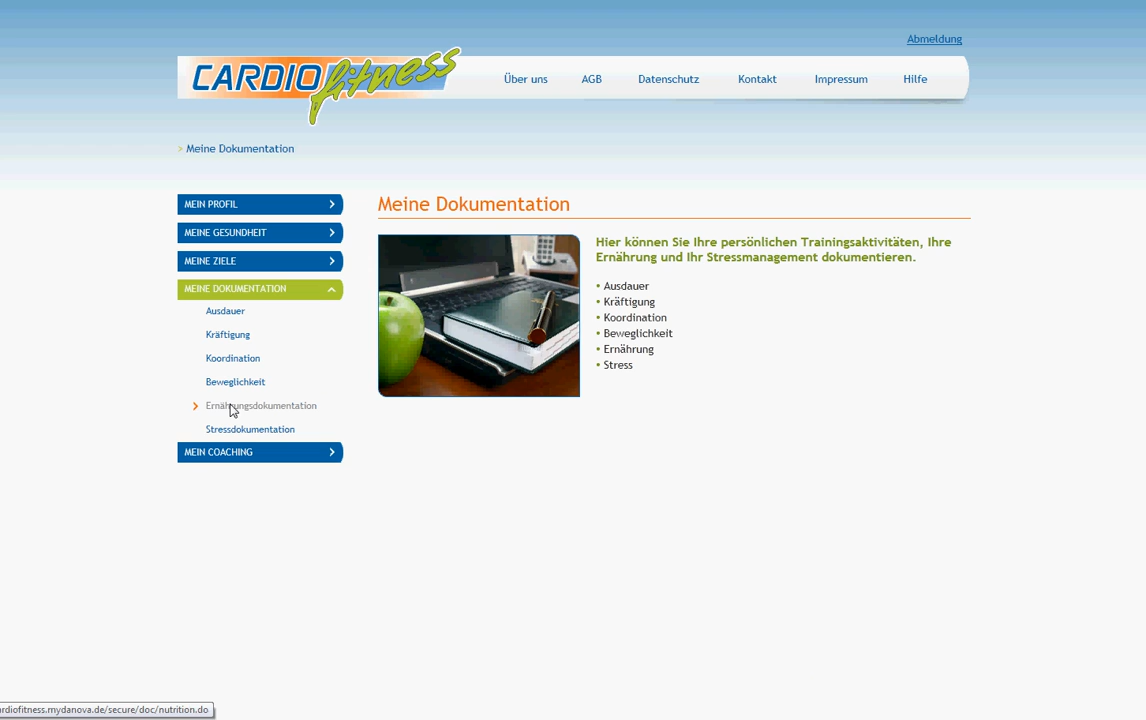 Abmeldung
CARDIO fitness
Über uns AGB Datenschutz Kontakt Impressum Hilfe
> Meine Dokumentation
MEIN PROFIL
MEINE GESUNDHEIT
MEINE ZIELE
MEINE DOKUMENTATION
Ausdauer
Kräftigung
Koordination
Beweglichkeit
Ernährungsdokumentation
Stressdokumentation
MEIN COACHING
Meine Dokumentation
Hier können Sie Ihre persönlichen Trainingsaktivitäten, Ihre
Ernährung und Ihr Stressmanagement dokumentieren.
• Ausdauer
• Kräftigung
• Koordination
• Beweglichkeit
• Ernährung
• Stress
ardiofitness.mydanova.de/secure/doc/nutrition.do